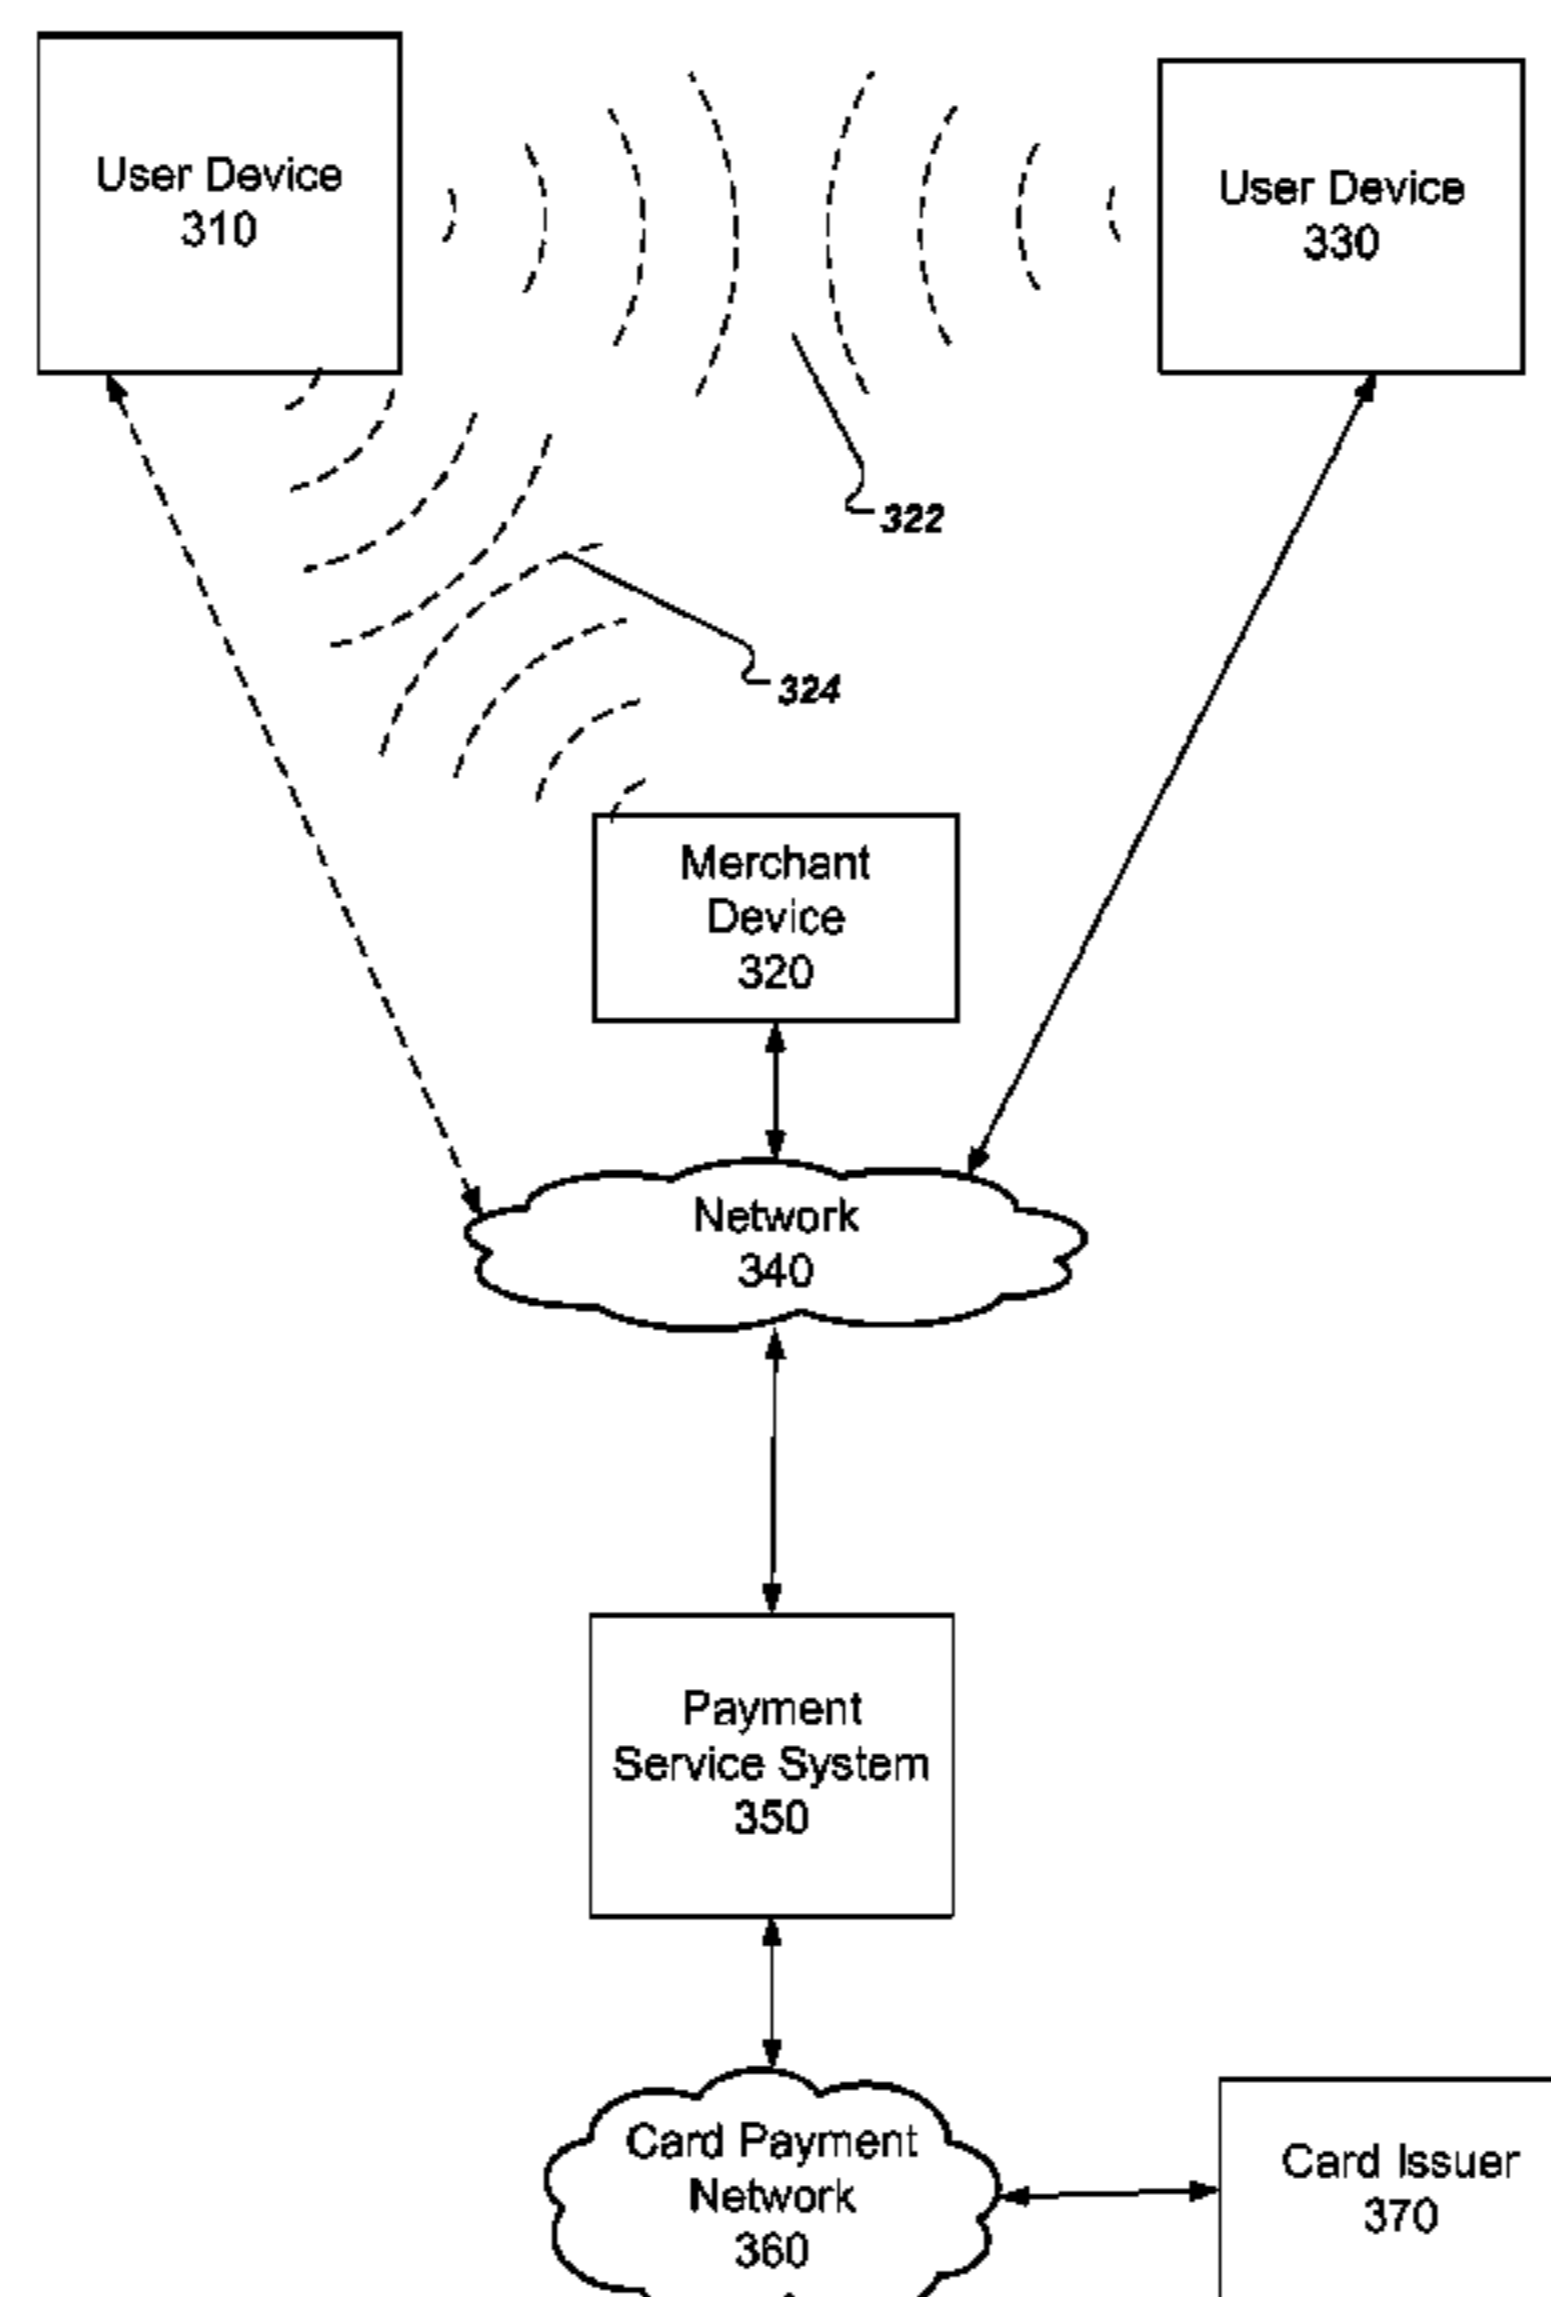 User Device
310
User Device
330
322
324
Merchant
Device
320
Network
340
Payment
Service System
350
Card Payment
Network
360
Card Issuer
370